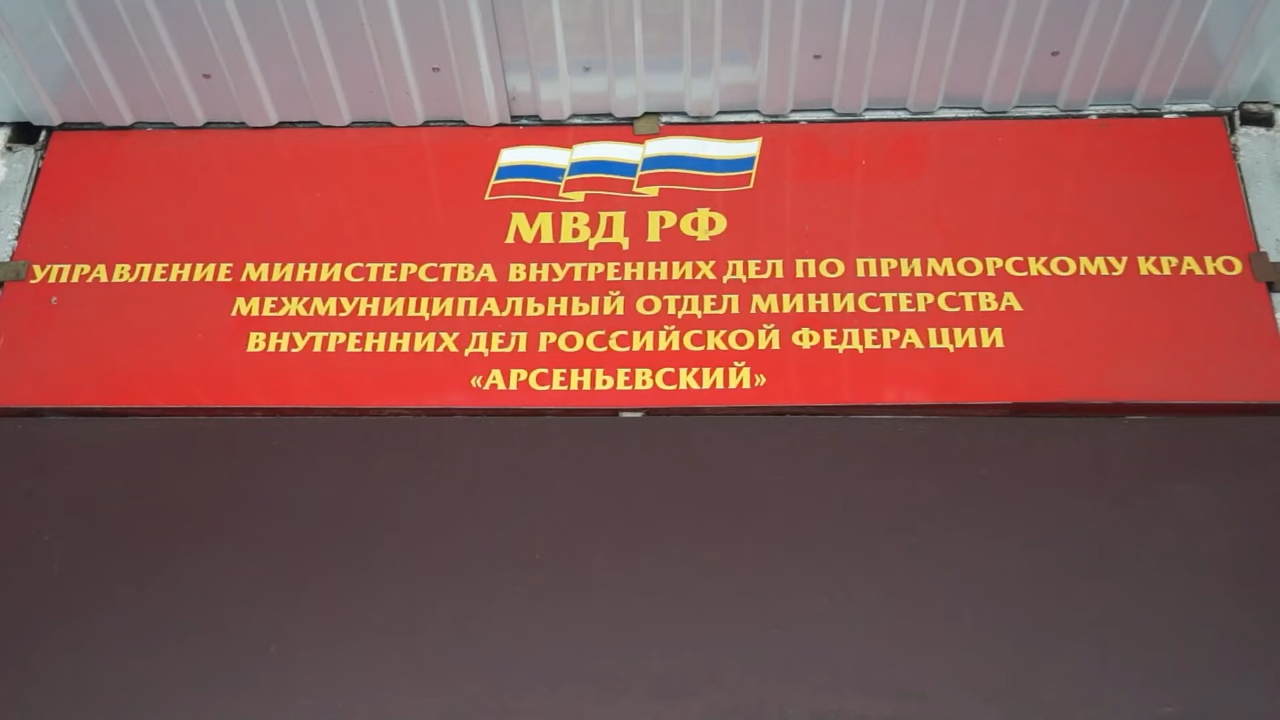 МВД РФ
УПРАВЛЕНИЕ МИНИСТЕРСТВА ВНУТРЕННИХ ДЕЛ ПО ПРИМОРСКОМУ КРАЮ
МЕЖМУНИЦИПАЛЬНЫЙ ОТДЕЛ МИНИСТЕРСТВА
ВНУТРЕННИХ ДЕЛ РОССИЙСКОЙ ФЕДЕРАЦИИ
«АРСЕНЬЕВСКИЙ»